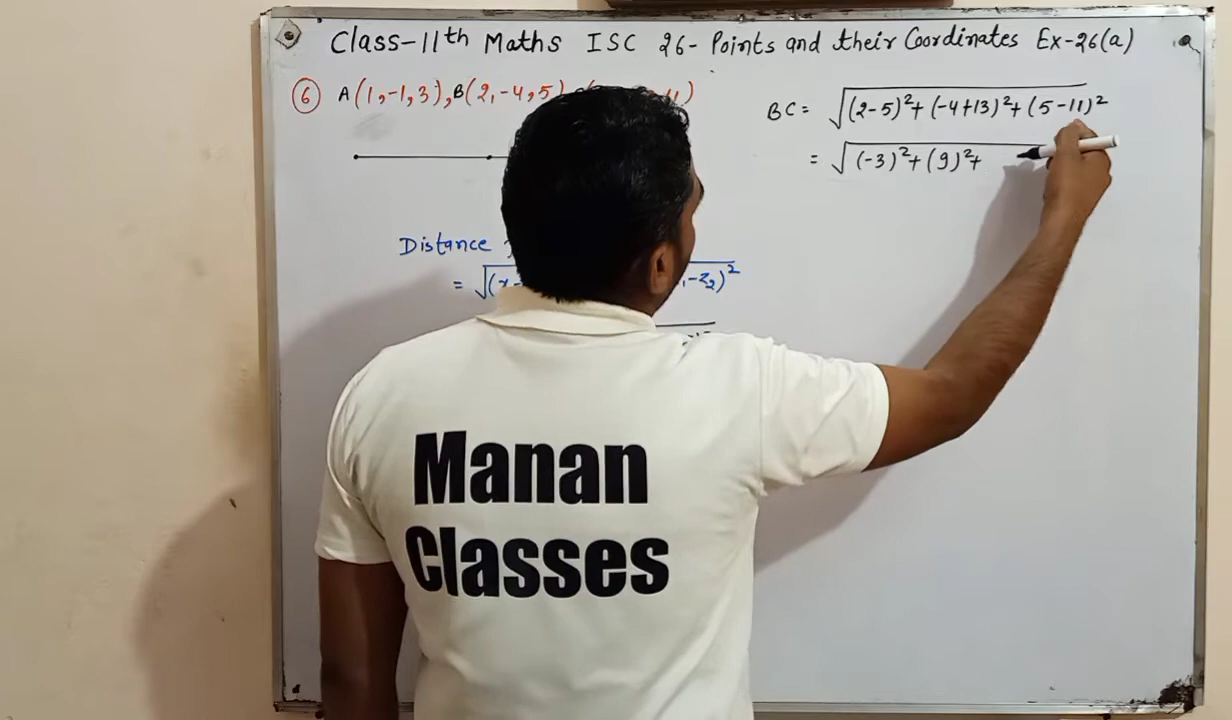 Class-11th Maths ISC 26- Points and their Coordinates Ex-26(a)
⑥ A(1,-1,3), B(2,-4,5) 11)
Distance
= √(x -z₂)²
BC = √(2-5)²+(-4+13)²+(5-11)²
= √(-3)²+(9)²+
Manan
Classes